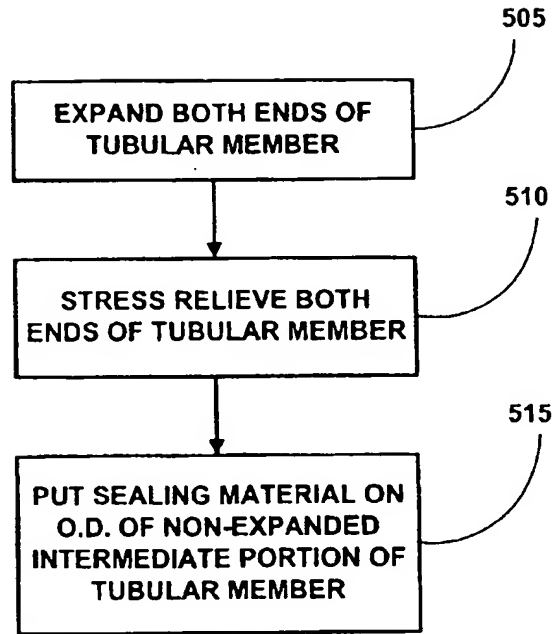 505
EXPAND BOTH ENDS OF
TUBULAR MEMBER
510
STRESS RELIEVE BOTH
ENDS OF TUBULAR MEMBER
515
PUT SEALING MATERIAL ON
O.D. OF NON-EXPANDED
INTERMEDIATE PORTION OF
TUBULAR MEMBER